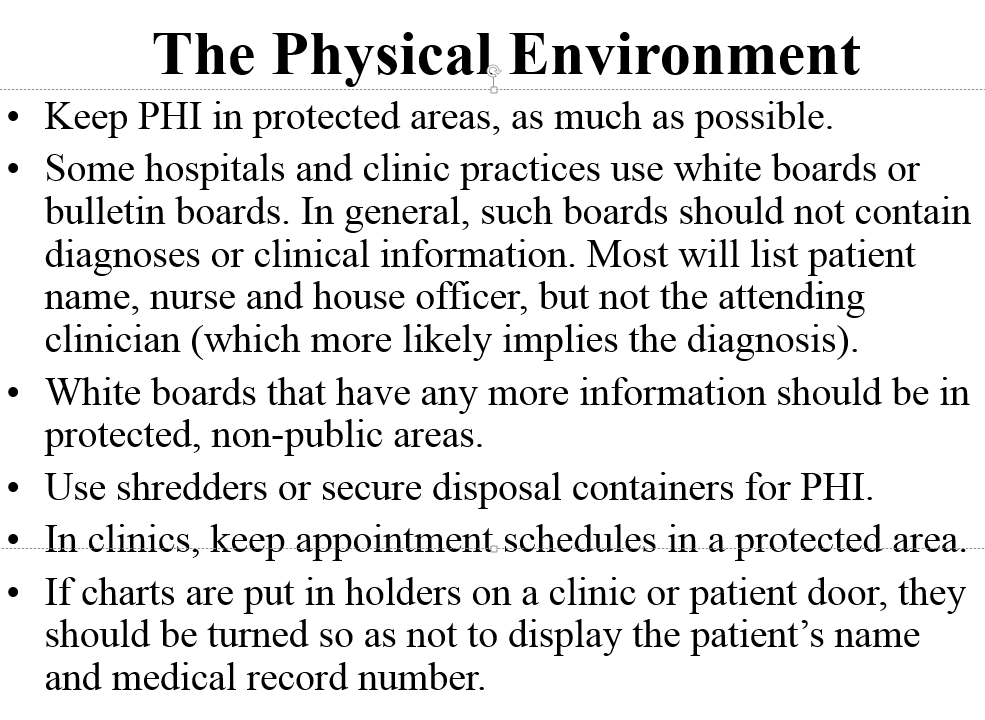 The Physical Environment
• Keep PHI in protected areas, as much as possible.
• Some hospitals and clinic practices use white boards or
bulletin boards. In general, such boards should not contain
diagnoses or clinical information. Most will list patient
name, nurse and house officer, but not the attending
clinician (which more likely implies the diagnosis).
• White boards that have any more information should be in
protected, non-public areas.
• Use shredders or secure disposal containers for PHI.
• In clinics, keep appointment schedules in a protected area.
• If charts are put in holders on a clinic or patient door, they
should be turned so as not to display the patient’s name
and medical record number.